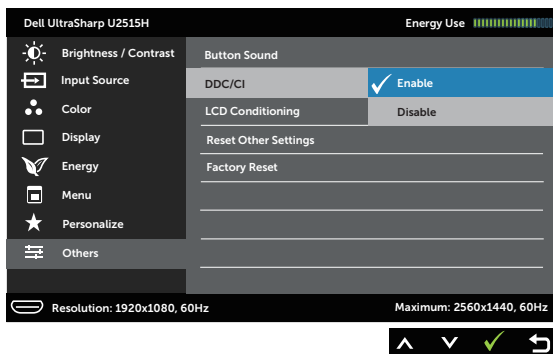 Dell UltraSharp U2515H Energy Use
Brightness / Contrast Button Sound
Input Source DDC/CI Enable
Color LCD Conditioning Disable
Display Reset Other Settings
Energy Factory Reset
Menu
Personalize
Others
Resolution: 1920x1080, 60Hz Maximum: 2560x1440, 60Hz